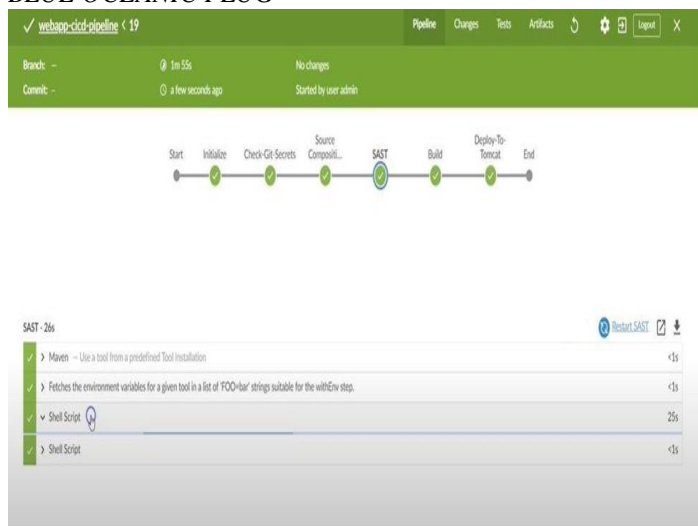 BLUE OCEANIC PLUG
webapp-cicd-pipeline < 19
Pipeline Changes Tests Artifacts Logout X
Branch: – 1m 55s No changes
Commit: – a few seconds ago Started by user admin
Start Initialize Check-Git-Secrets Source Compositi... SAST Build Deploy-To-Tomcat End
SAST - 26s Restart SAST
Maven – Use a tool from a predefined Tool Installation <1s
Fetches the environment variables for a given tool in a list of 'FOO=bar' strings suitable for the withEnv step. <1s
Shell Script 25s
Shell Script <1s